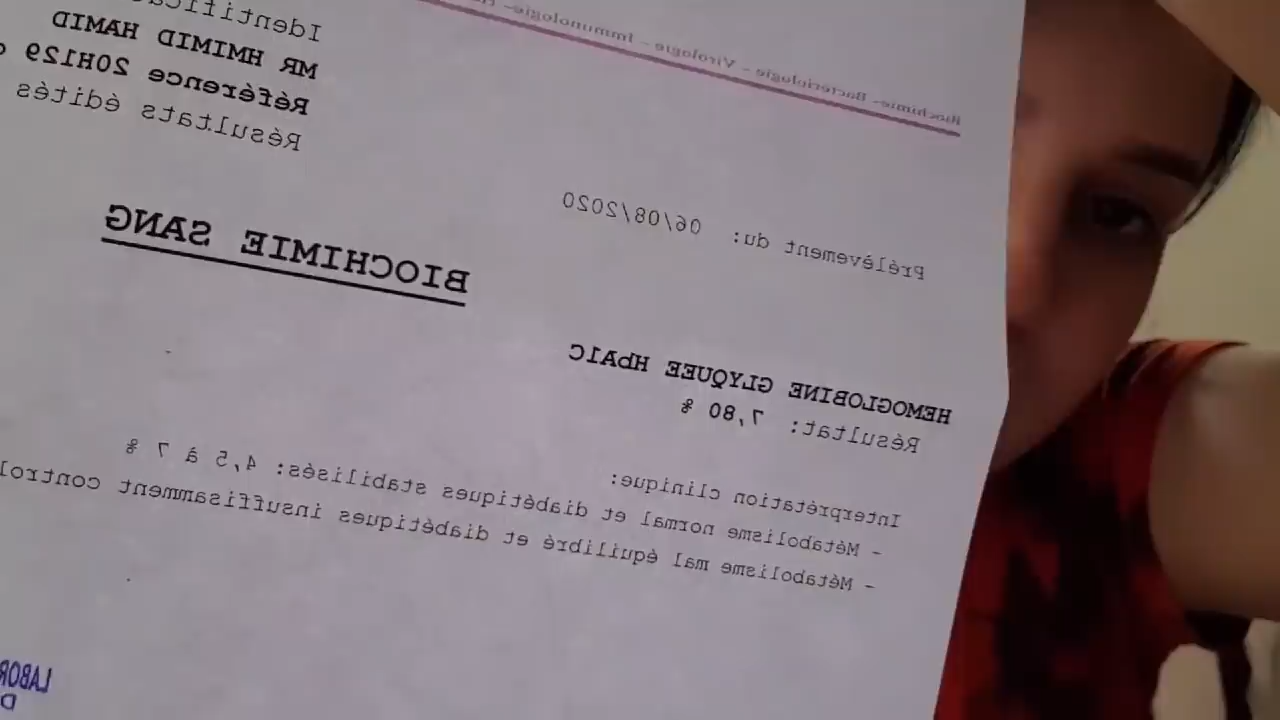 Biochimie - Bactériologie - Virologie - Immunologie -
MR HMIMID HAMID
Référence 20H129
Résultats édités
Prélèvement du: 06/08/2020
BIOCHIMIE SANG
HEMOGLOBINE GLYQUEE HbA1C
Résultat: 7,80 %
Interprétation clinique:
- Métabolisme normal et diabétiques stabilisés: 4,5 à 7 %
- Métabolisme mal équilibré et diabétiques insuffisamment control
LABOR
D